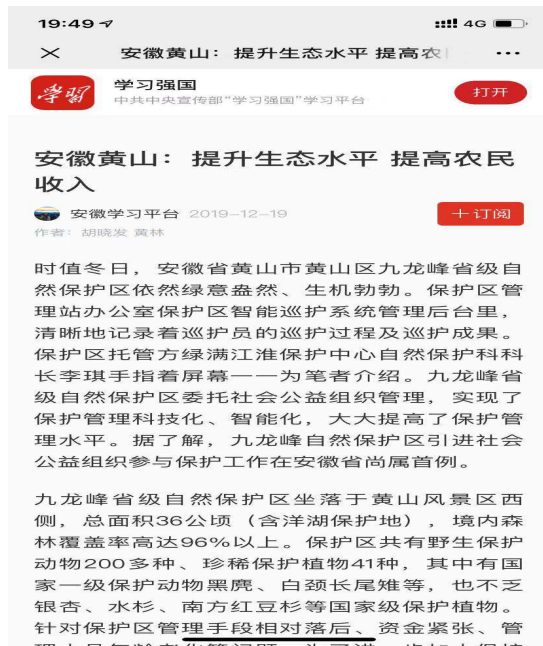 19:49
4G
安徽黄山：提升生态水平 提高农
学习
学习强国
中共中央宣传部“学习强国”学习平台
打开
安徽黄山：提升生态水平 提高农民
收入
安徽学习平台 2019-12-19
十订阅
作者：胡晓发 黄林
时值冬日，安徽省黄山市黄山区九龙峰省级自
然保护区依然绿意盎然、生机勃勃。保护区管
理站办公室保护区智能巡护系统管理后台里，
清晰地记录着巡护员的巡护过程及巡护成果。
保护区托管方绿满江淮保护中心自然保护科科
长李琪手指着屏幕一一为笔者介绍。九龙峰省
级自然保护区委托社会公益组织管理，实现了
保护管理科技化、智能化，大大提高了保护管
理水平。据了解，九龙峰自然保护区引进社会
公益组织参与保护工作在安徽省尚属首例。
九龙峰省级自然保护区坐落于黄山风景区西
侧，总面积36公顷（含洋湖保护地），境内森
林覆盖率高达96%以上。保护区共有野生保护
动物200多种、珍稀保护植物41种，其中有国
家一级保护动物黑麂、白颈长尾雉等，也不乏
银杏、水杉、南方红豆杉等国家级保护植物。
针对保护区管理手段相对落后、资金紧张、管